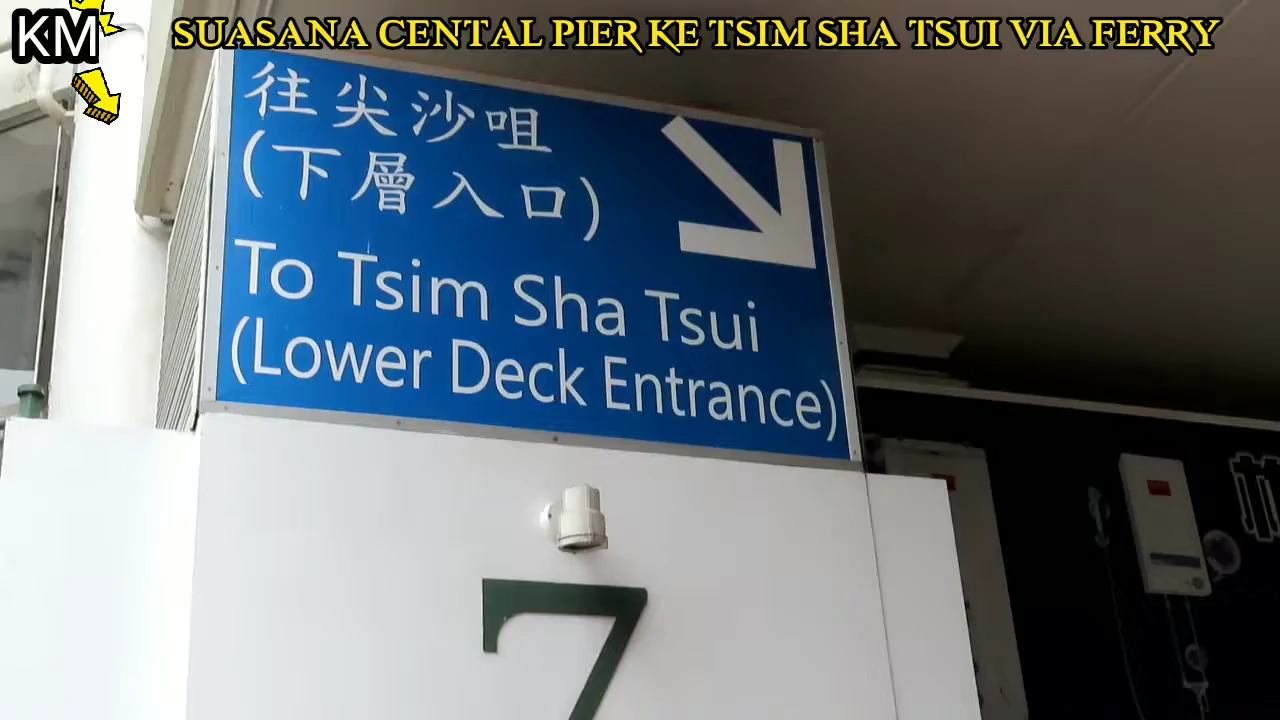 KM
SUASANA CENTAL PIER KE TSIM SHA TSUI VIA FERRY
往尖沙咀
(下層入口)
To Tsim Sha Tsui
(Lower Deck Entrance)
7